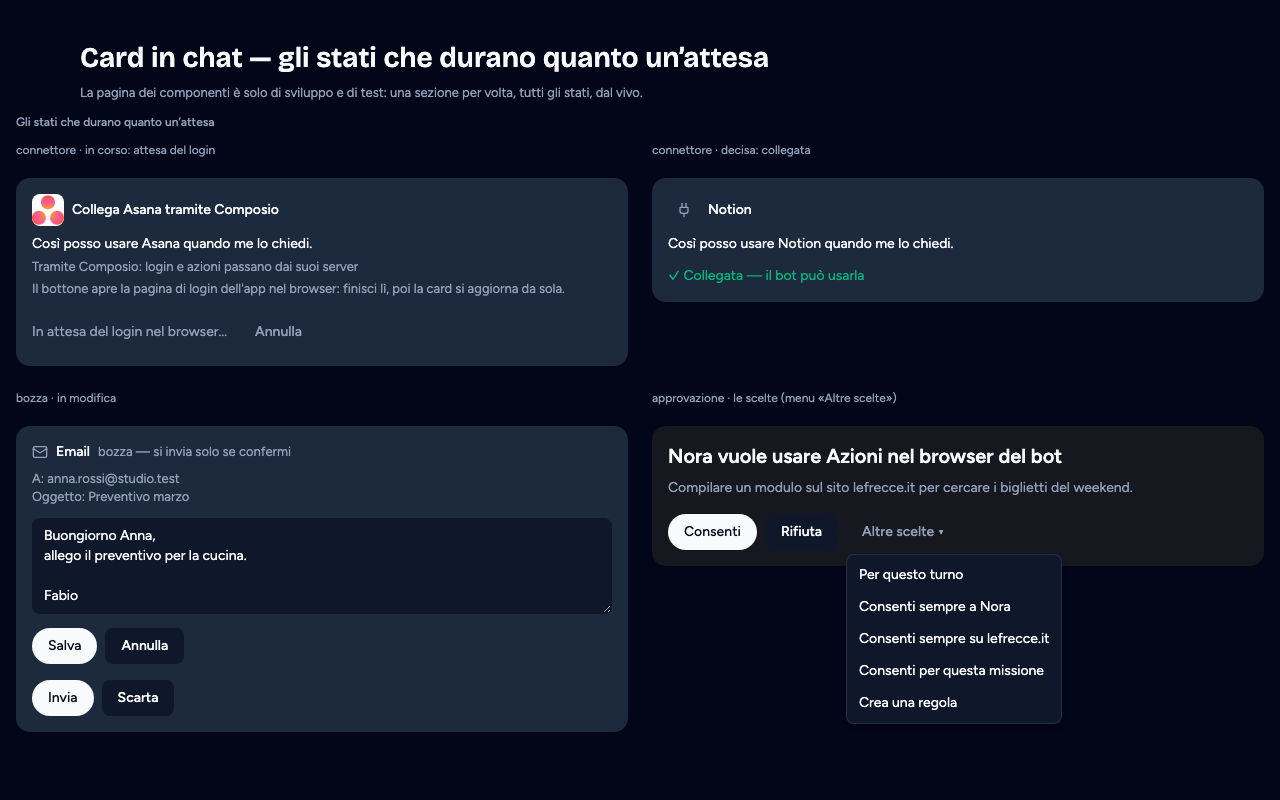 Card in chat — gli stati che durano quanto un’attesa
La pagina dei componenti è solo di sviluppo e di test: una sezione per volta, tutti gli stati, dal vivo.
Gli stati che durano quanto un’attesa
connettore · in corso: attesa del login
Collega Asana tramite Composio
Così posso usare Asana quando me lo chiedi.
Tramite Composio: login e azioni passano dai suoi server
Il bottone apre la pagina di login dell'app nel browser: finisci lì, poi la card si aggiorna da sola.
In attesa del login nel browser… Annulla
connettore · decisa: collegata
Notion
Così posso usare Notion quando me lo chiedi.
✓ Collegata — il bot può usarla
bozza · in modifica
Email bozza — si invia solo se confermi
A: anna.rossi@studio.test
Oggetto: Preventivo marzo
Buongiorno Anna,
allego il preventivo per la cucina.
Fabio
Salva Annulla
Invia Scarta
approvazione · le scelte (menu «Altre scelte»)
Nora vuole usare Azioni nel browser del bot
Compilare un modulo sul sito lefrecce.it per cercare i biglietti del weekend.
Consenti Rifiuta Altre scelte ▾
Per questo turno
Consenti sempre a Nora
Consenti sempre su lefrecce.it
Consenti per questa missione
Crea una regola